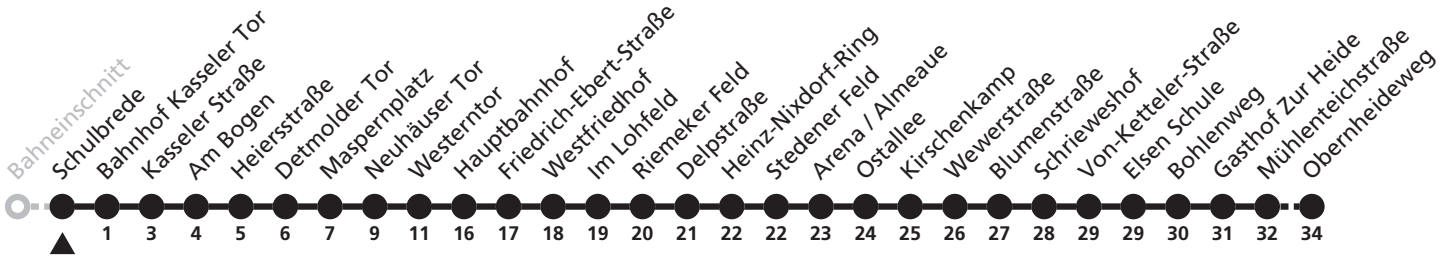 Bahneinschnitt
Schulbrede
Bahnhof Kasseler Tor
Kasseler Straße
Am Bogen
Heiersstraße
Detmolder Tor
Maspernplatz
Neuhäuser Tor
Westerntor
Hauptbahnhof
Friedrich-Ebert-Straße
Westfriedhof
Im Lohfeld
Riemeker Feld
Delpstraße
Heinz-Nixdorf-Ring
Stedener Feld
Arena / Almeaue
Ostallee
Kirschenkamp
Wewerstraße
Blumenstraße
Schrieweshof
Von-Ketteler-Straße
Elsen Schule
Bohlenweg
Gasthof Zur Heide
Mühlenteichstraße
Obernheideweg
1 3 4 5 6 7 9 11 16 17 18 19 20 21 22 22 23 24 25 26 27 28 29 29 30 31 32 34